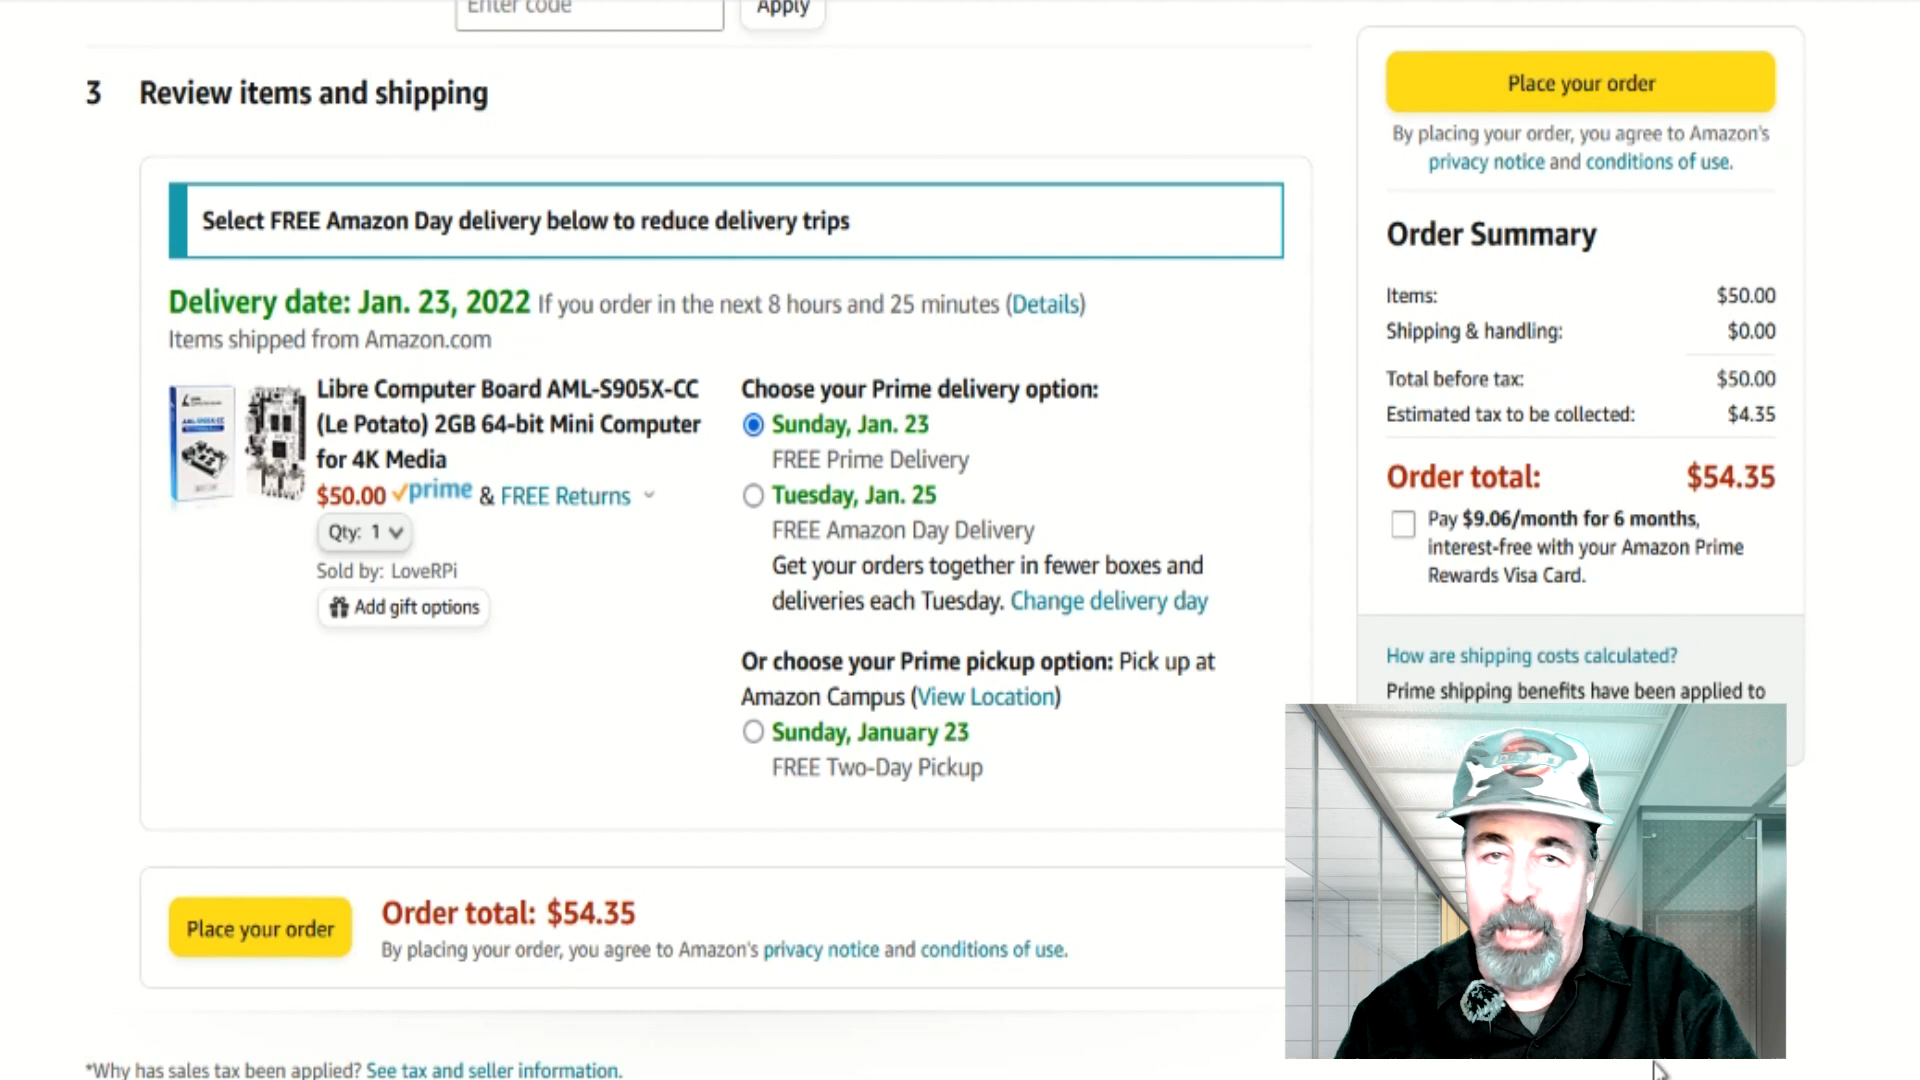 Enter code
Apply
3 Review items and shipping
Select FREE Amazon Day delivery below to reduce delivery trips
Delivery date: Jan. 23, 2022 If you order in the next 8 hours and 25 minutes (Details)
Items shipped from Amazon.com
Libre Computer Board AML-S905X-CC
(Le Potato) 2GB 64-bit Mini Computer
for 4K Media
$50.00 prime & FREE Returns
Qty: 1
Sold by: LoveRPi
Add gift options
Choose your Prime delivery option:
Sunday, Jan. 23
FREE Prime Delivery
Tuesday, Jan. 25
FREE Amazon Day Delivery
Get your orders together in fewer boxes and
deliveries each Tuesday. Change delivery day
Or choose your Prime pickup option: Pick up at
Amazon Campus (View Location)
Sunday, January 23
FREE Two-Day Pickup
Place your order
Order total: $54.35
By placing your order, you agree to Amazon's privacy notice and conditions of use.
*Why has sales tax been applied? See tax and seller information.
Place your order
By placing your order, you agree to Amazon's
privacy notice and conditions of use.
Order Summary
Items: $50.00
Shipping & handling: $0.00
Total before tax: $50.00
Estimated tax to be collected: $4.35
Order total: $54.35
Pay $9.06/month for 6 months,
interest-free with your Amazon Prime
Rewards Visa Card.
How are shipping costs calculated?
Prime shipping benefits have been applied to